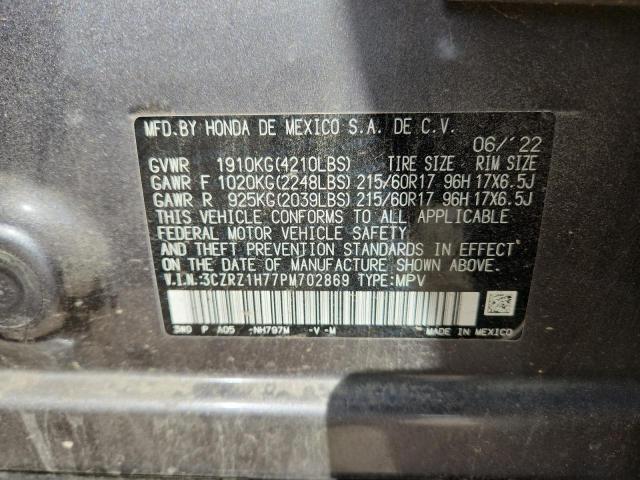 MFD.BY HONDA DE MEXICO S.A. DE C.V.
06/'22
GVWR 1910KG(4210LBS) TIRE SIZE RIM SIZE
GAWR F 1020KG(2248LBS) 215/60R17 96H 17X6.5J
GAWR R 925KG(2039LBS) 215/60R17 96H 17X6.5J
THIS VEHICLE CONFORMS TO ALL APPLICABLE
FEDERAL MOTOR VEHICLE SAFETY
AND THEFT PREVENTION STANDARDS IN EFFECT
ON THE DATE OF MANUFACTURE SHOWN ABOVE.
V.I.N.3CZRZ1H77PM702869 TYPE:MPV
3W0 P A05 -NH797M -V -M MADE IN MEXICO